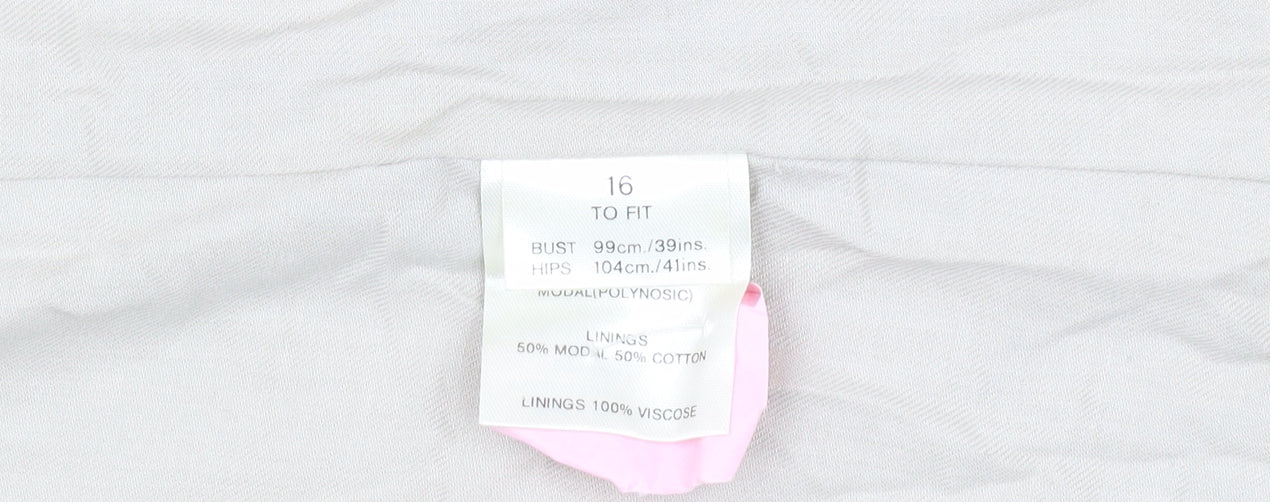 16
TO FIT
BUST 99cm./39ins.
HIPS 104cm./41ins.
MODAL(POLYNOSIC)
LININGS
50% MODAL 50% COTTON
LININGS 100% VISCOSE